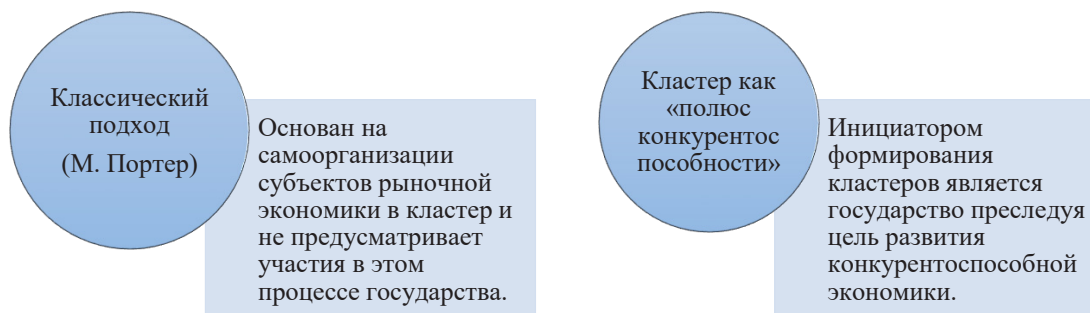 Классический
подход
(М. Портер)
Основан на
самоорганизации
субъектов рыночной
экономики в кластер и
не предусматривает
участия в этом
процессе государства.
Кластер как
«полюс
конкурентос
пособности»
Инициатором
формирования
кластеров является
государство преследуя
цель развития
конкурентоспособной
экономики.